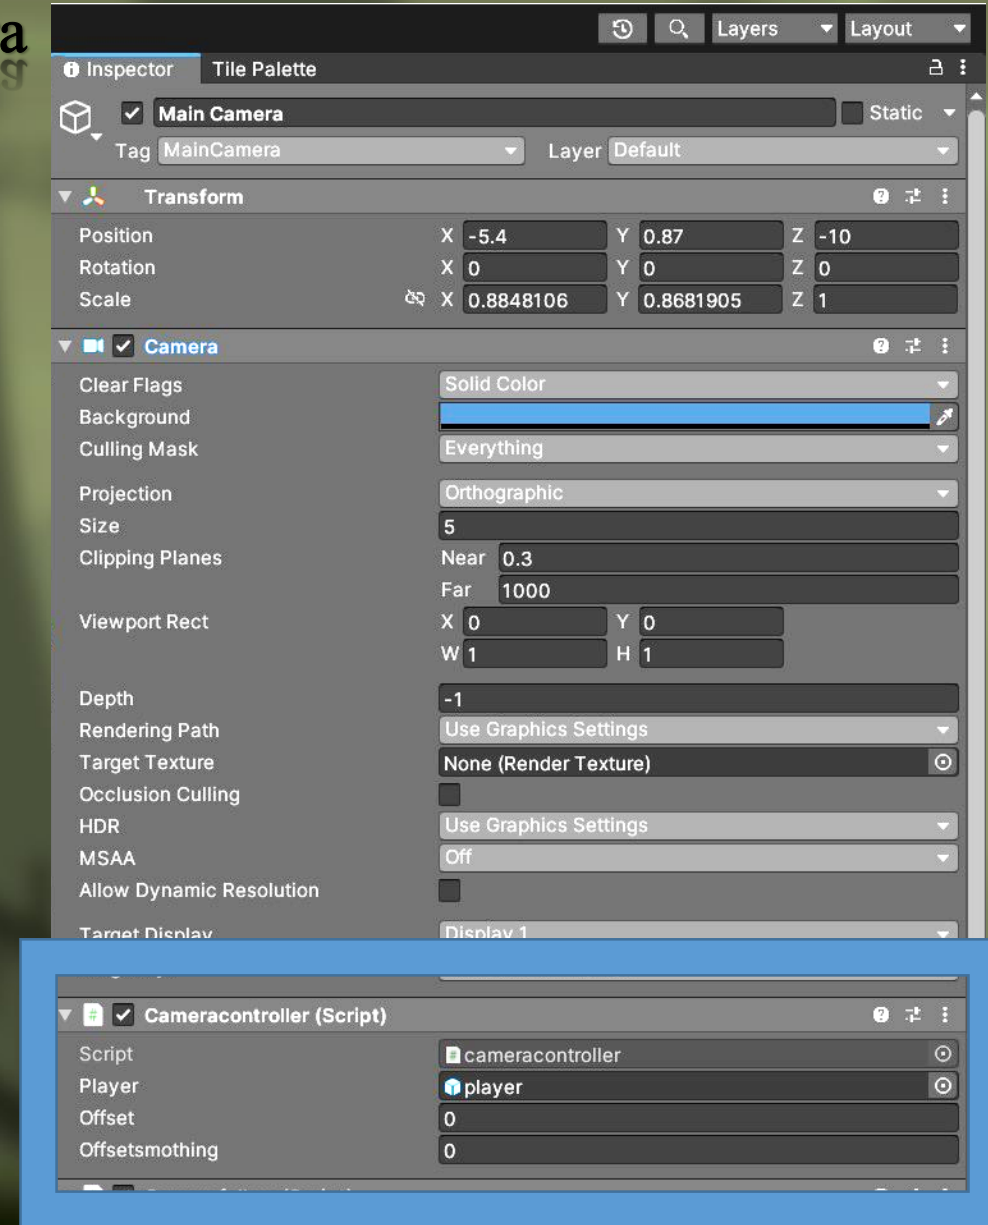 a
Layers Layout
Inspector Tile Palette
Main Camera Static
Tag MainCamera Layer Default
Transform
Position X -5.4 Y 0.87 Z -10
Rotation X 0 Y 0 Z 0
Scale X 0.8848106 Y 0.8681905 Z 1
Camera
Clear Flags Solid Color
Background
Culling Mask Everything
Projection Orthographic
Size 5
Clipping Planes Near 0.3
Far 1000
Viewport Rect X 0 Y 0
W 1 H 1
Depth -1
Rendering Path Use Graphics Settings
Target Texture None (Render Texture)
Occlusion Culling
HDR Use Graphics Settings
MSAA Off
Allow Dynamic Resolution
Target Display Display 1
Cameracontroller (Script)
Script # cameracontroller
Player player
Offset 0
Offsetsmothing 0